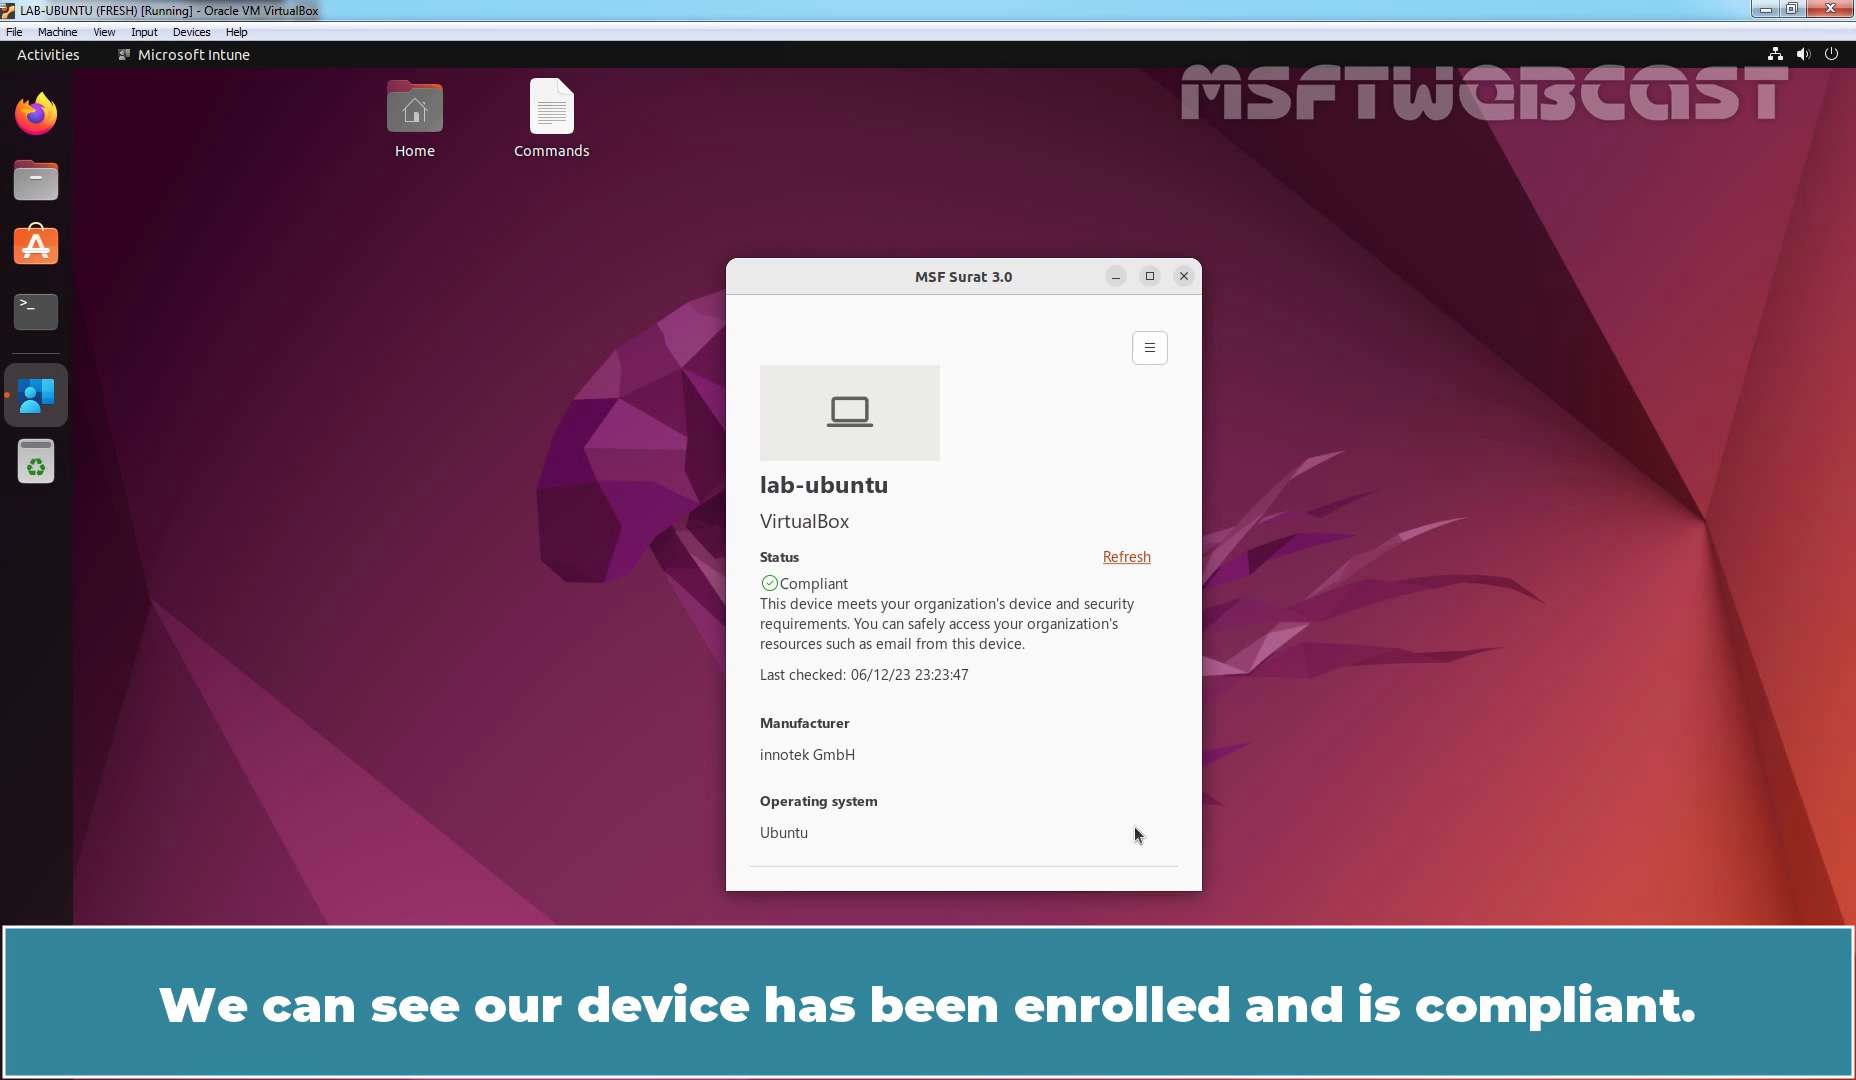 LAB-UBUNTU (FRESH) [Running] - Oracle VM VirtualBox
File Machine View Input Devices Help
Activities Microsoft Intune
MSFTWEBCAST
Home
Commands
MSF Surat 3.0
lab-ubuntu
VirtualBox
Status
Refresh
Compliant
This device meets your organization's device and security
requirements. You can safely access your organization's
resources such as email from this device.
Last checked: 06/12/23 23:23:47
Manufacturer
innotek GmbH
Operating system
Ubuntu
We can see our device has been enrolled and is compliant.